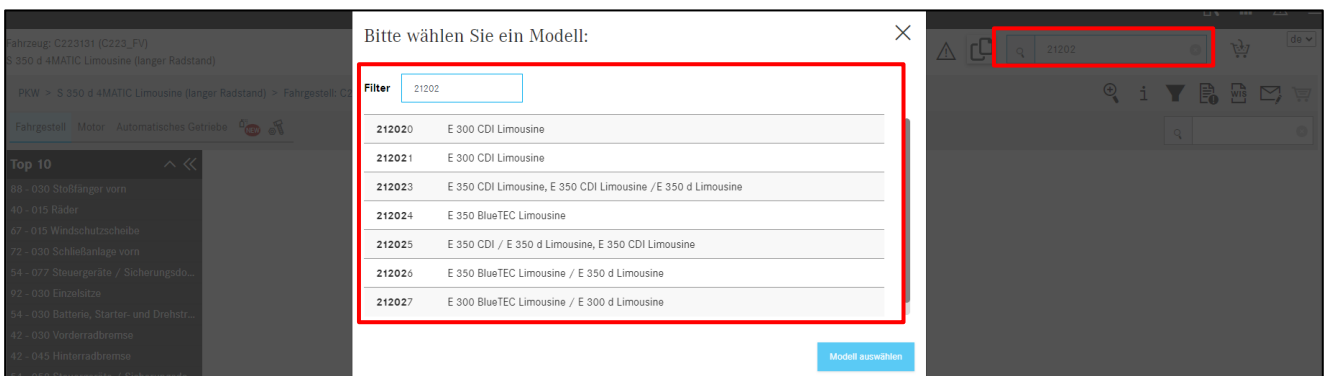 Fahrzeug: C223131 (C223_FV)
S 350 d 4MATIC Limousine (langer Radstand)
PKW > S 350 d 4MATIC Limousine (langer Radstand) > Fahrgestell: C2
Fahrgestell Motor Automatisches Getriebe
Top 10
88 - 030 Stoßfänger vorn
40 - 015 Räder
67 - 015 Windschutzscheibe
72 - 030 Schließanlage vorn
54 - 077 Steuergeräte / Sicherungsdo...
92 - 030 Einzelsitze
54 - 030 Batterie, Starter- und Drehstr...
42 - 030 Vorderradbremse
42 - 045 Hinterradbremse
Bitte wählen Sie ein Modell:
Filter 21202
212020 E 300 CDI Limousine
212021 E 300 CDI Limousine
212023 E 350 CDI Limousine, E 350 CDI Limousine /E 350 d Limousine
212024 E 350 BlueTEC Limousine
212025 E 350 CDI / E 350 d Limousine, E 350 CDI Limousine
212026 E 350 BlueTEC Limousine / E 350 d Limousine
212027 E 300 BlueTEC Limousine / E 300 d Limousine
Modell auswählen
21202
de
i
WIS